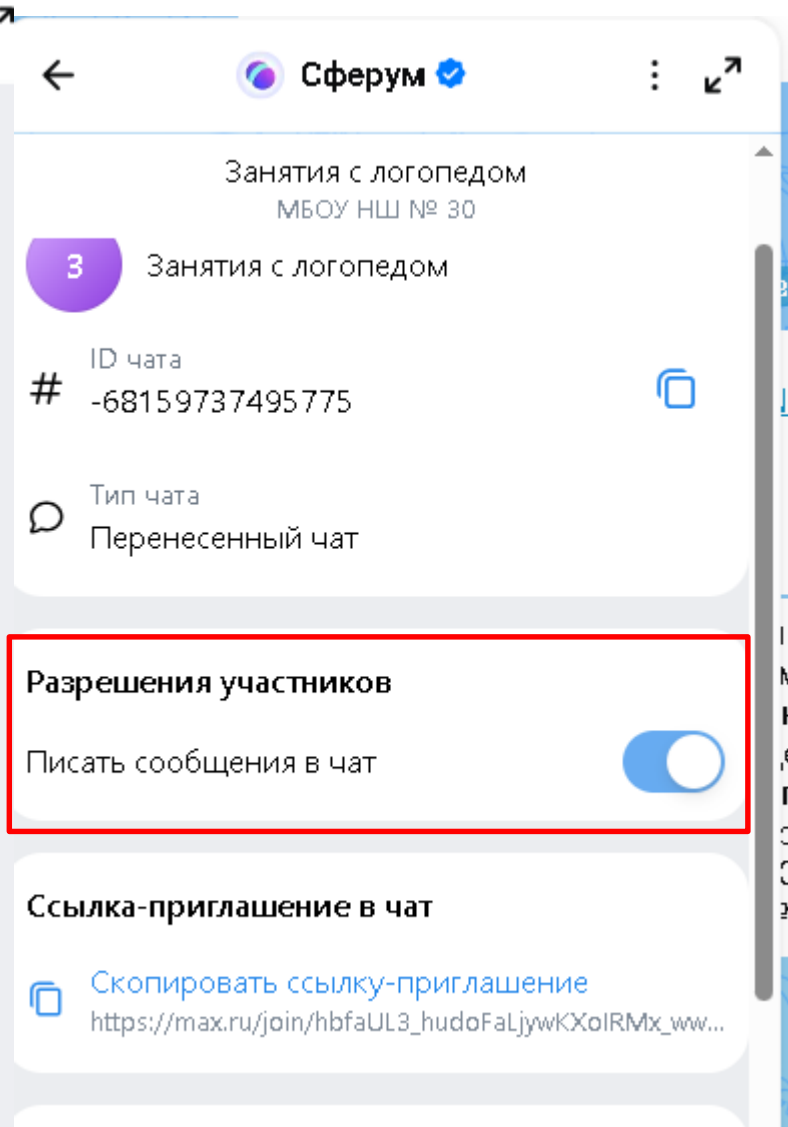 Сферум
Занятия с логопедом
МБОУ НШ № 30
З
Занятия с логопедом
ID чата
-68159737495775
Тип чата
Перенесенный чат
Разрешения участников
Писать сообщения в чат
Ссылка-приглашение в чат
Скопировать ссылку-приглашение
https://max.ru/join/hbfaUL3_hudoFaLjywKXolRMx_ww...